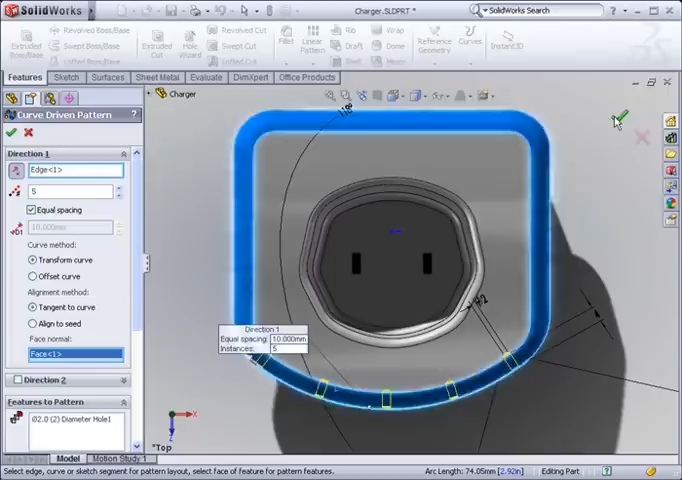 SolidWorks
Charger.SLDPRT *
SolidWorks Search
Extruded Boss/Base
Revolved Boss/Base
Swept Boss/Base
Lofted Boss/Base
Extruded Cut
Hole Wizard
Revolved Cut
Swept Cut
Lofted Cut
Fillet
Linear Pattern
Rib
Draft
Shell
Wrap
Dome
Mirror
Reference Geometry
Curves
Instant3D
Features Sketch Surfaces Sheet Metal Evaluate DimXpert Office Products
Charger
Curve Driven Pattern ?
Direction 1
Edge<1>
5
Equal spacing
D1 10.000mm
Curve method:
Transform curve
Offset curve
Alignment method:
Tangent to curve
Align to seed
Face normal:
Face<1>
Direction 2
Features to Pattern
Ø2.0 (2) Diameter Hole1
118°
R2
Direction 1
Equal spacing: 10.000mm
Instances: 5
X
Z
*Top
Model Motion Study 1
Select edge, curve or sketch segment for pattern layout, select face of feature for pattern features.
Arc Length: 74.05mm [2.92in]
Editing Part